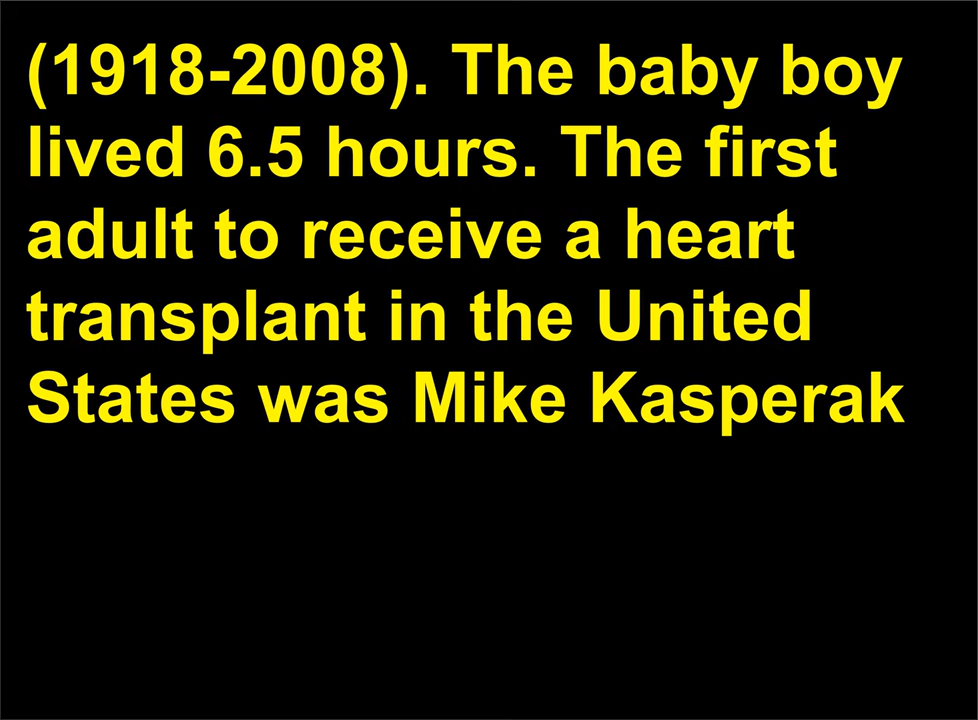 (1918-2008). The baby boy
lived 6.5 hours. The first
adult to receive a heart
transplant in the United
States was Mike Kasperak